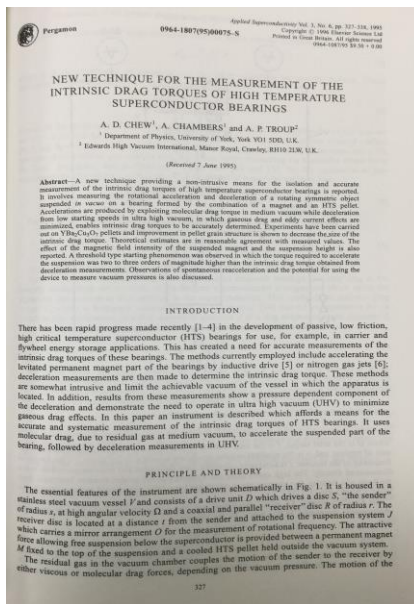 Pergamon
0964-1807(95)00075-5
Applied Superconductivity Vol. 3, No. 6, pp. 327-338, 1995
Copyright © 1996 Elsevier Science Ltd
Printed in Great Britain. All rights reserved
0964-1807/95 $9.50 + 0.00
NEW TECHNIQUE FOR THE MEASUREMENT OF THE
INTRINSIC DRAG TORQUES OF HIGH TEMPERATURE
SUPERCONDUCTOR BEARINGS
A. D. CHEW¹, A. CHAMBERS¹ and A. P. TROUP²
¹ Department of Physics, University of York, York YO1 5DD, U.K.
² Edwards High Vacuum International, Manor Royal, Crawley, RH10 2LW, U.K.
(Received 7 June 1995)
Abstract—A new technique providing a non-intrusive means for the isolation and accurate
measurement of the intrinsic drag torques of high temperature superconductor bearings is reported.
It involves measuring the rotational acceleration and deceleration of a rotating symmetric object
suspended in vacuo on a bearing formed by the combination of a magnet and an HTS pellet.
Accelerations are produced by exploiting molecular drag torque in medium vacuum while deceleration
from low starting speeds in ultra high vacuum, in which gaseous drag and eddy current effects are
minimized, enables intrinsic drag torques to be accurately determined. Experiments have been carried
out on YBa₂Cu₃O₇ pellets and improvement in pellet grain structure is shown to decrease the size of the
intrinsic drag torque. Theoretical estimates are in reasonable agreement with measured values. The
effect of the magnetic field intensity of the suspended magnet and the suspension height is also
reported. A threshold type starting phenomenon was observed in which the torque required to accelerate
the suspension was two to three orders of magnitude higher than the intrinsic drag torque obtained from
deceleration measurements. Observations of spontaneous reacceleration and the potential for using the
device to measure vacuum pressures is also discussed.
INTRODUCTION
There has been rapid progress made recently [1-4] in the development of passive, low friction,
high critical temperature superconductor (HTS) bearings for use, for example, in carrier and
flywheel energy storage applications. This has created a need for accurate measurements of the
intrinsic drag torques of these bearings. The methods currently employed include accelerating the
levitated permanent magnet part of the bearings by inductive drive [5] or nitrogen gas jets [6];
deceleration measurements are then made to determine the intrinsic drag torque. These methods
are somewhat intrusive and limit the achievable vacuum of the vessel in which the apparatus is
located. In addition, results from these measurements show a pressure dependent component of
the deceleration and demonstrate the need to operate in ultra high vacuum (UHV) to minimize
gaseous drag effects. In this paper an instrument is described which affords a means for the
accurate and systematic measurement of the intrinsic drag torques of HTS bearings. It uses
molecular drag, due to residual gas at medium vacuum, to accelerate the suspended part of the
bearing, followed by deceleration measurements in UHV.
PRINCIPLE AND THEORY
The essential features of the instrument are shown schematically in Fig. 1. It is housed in a
stainless steel vacuum vessel V and consists of a drive unit D which drives a disc S, "the sender"
of radius s, at high angular velocity Ω and a coaxial and parallel "receiver" disc R of radius r. The
receiver disc is located at a distance t from the sender and attached to the suspension system J
which carries a mirror arrangement O for the measurement of rotational frequency. The attractive
force allowing free suspension below the superconductor is provided between a permanent magnet
M fixed to the top of the suspension and a cooled HTS pellet held outside the vacuum system.
The residual gas in the vacuum chamber couples the motion of the sender to the receiver by
either viscous or molecular drag forces, depending on the vacuum pressure. The motion of the
327